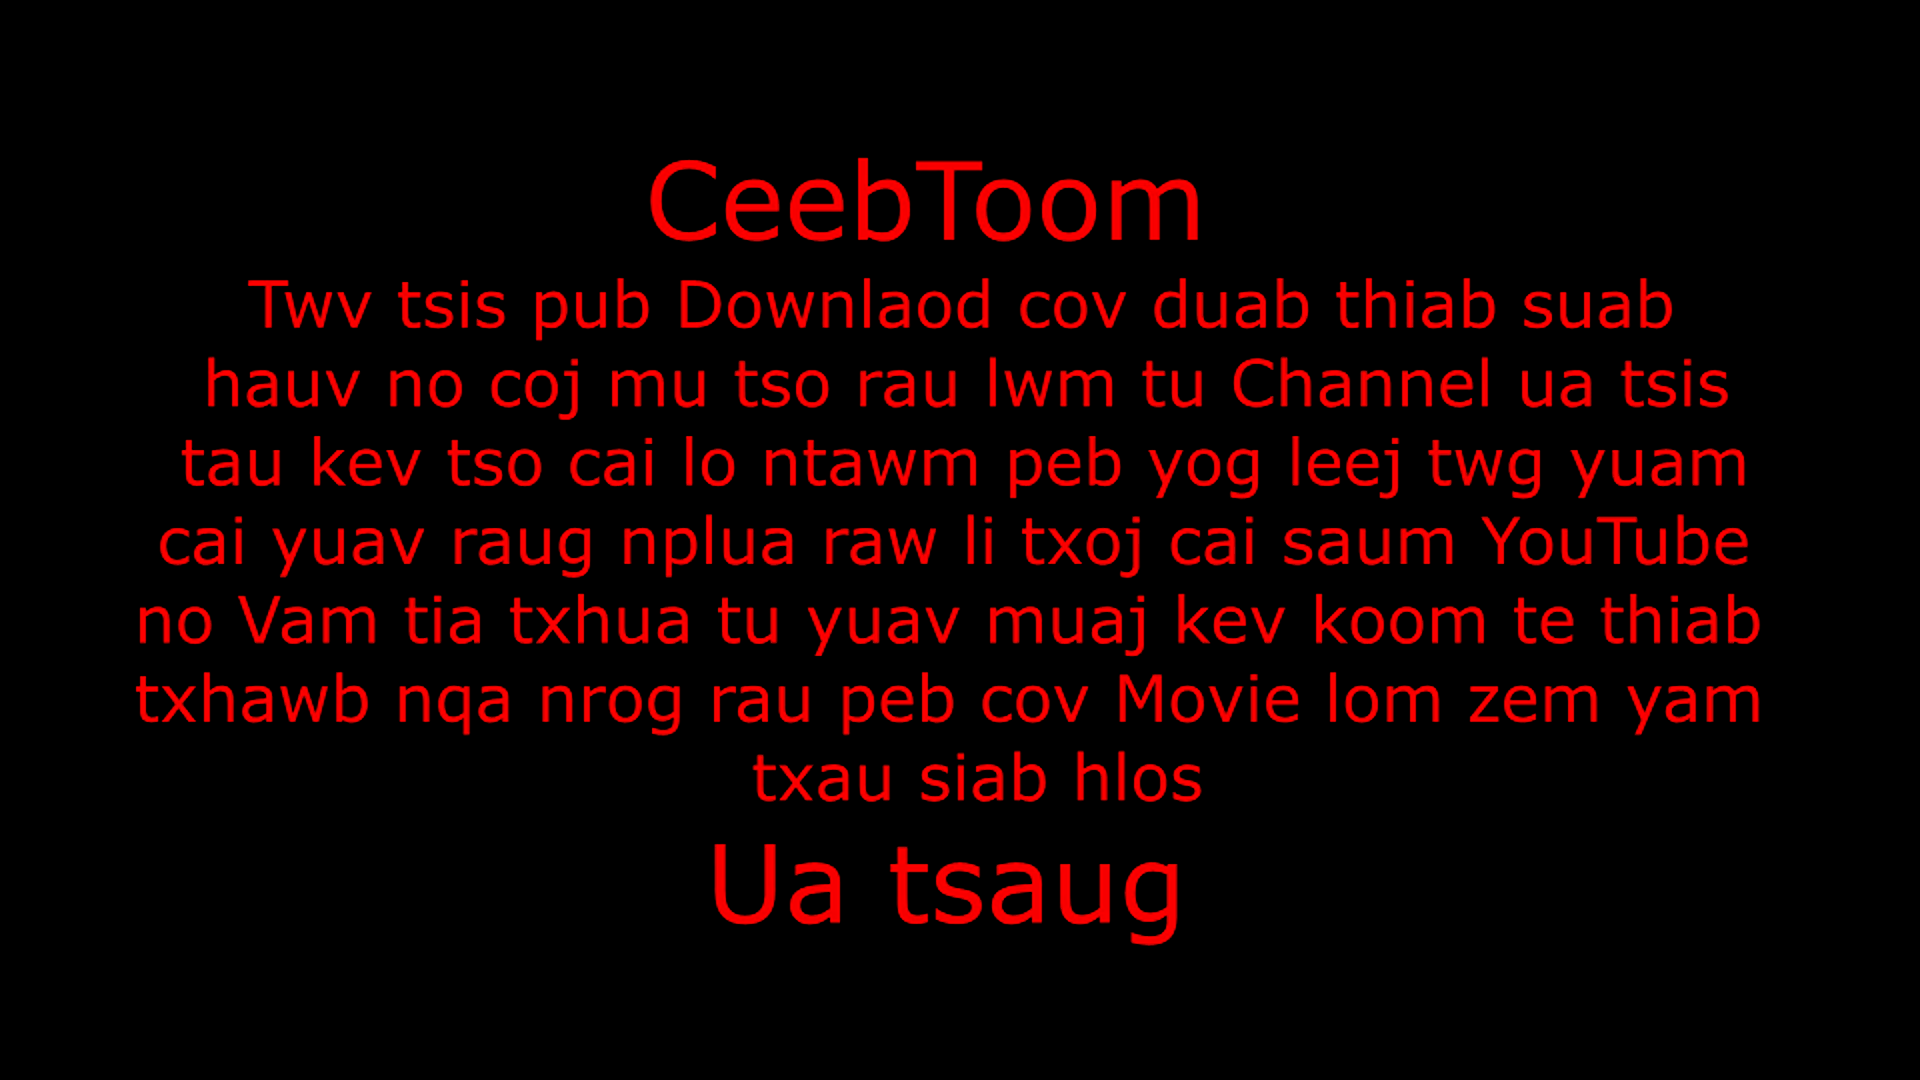 CeebToom
Twv tsis pub Downlaod cov duab thiab suab
hauv no coj mu tso rau lwm tu Channel ua tsis
tau kev tso cai lo ntawm peb yog leej twg yuam
cai yuav raug nplua raw li txoj cai saum YouTube
no Vam tia txhua tu yuav muaj kev koom te thiab
txhawb nqa nrog rau peb cov Movie lom zem yam
txau siab hlos
Ua tsaug